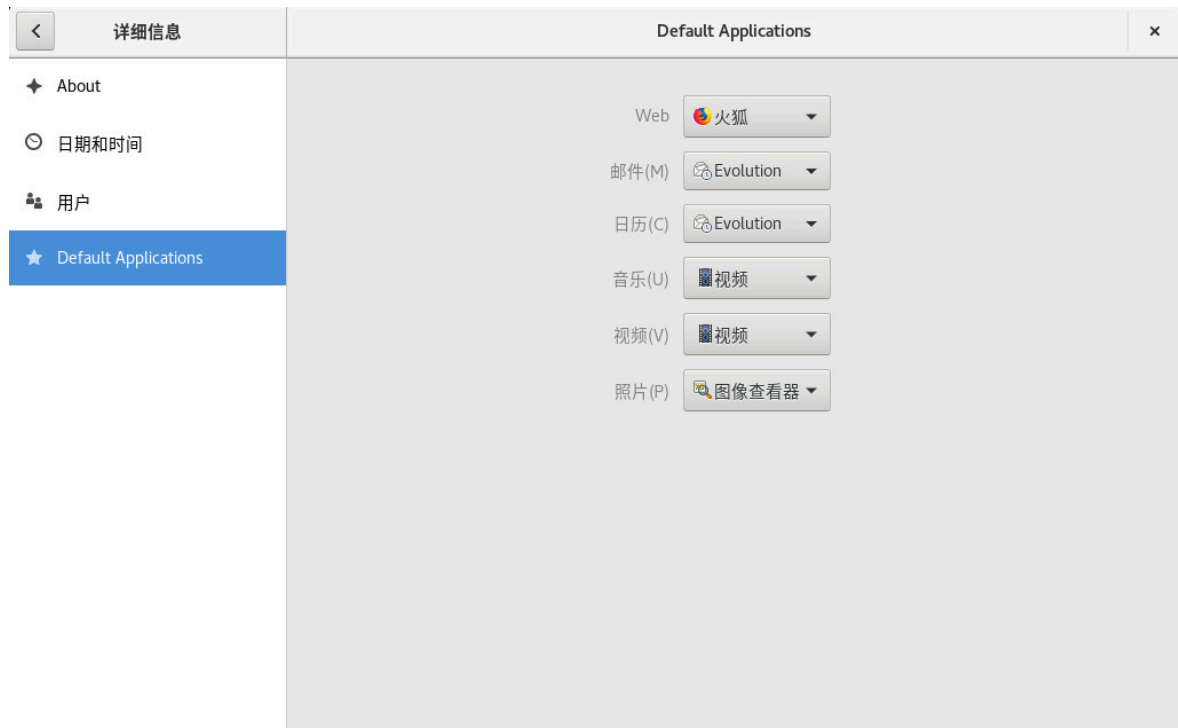 详细信息
Default Applications
About
日期和时间
用户
Default Applications
Web 火狐
邮件(M) Evolution
日历(C) Evolution
音乐(U) 视频
视频(V) 视频
照片(P) 图像查看器